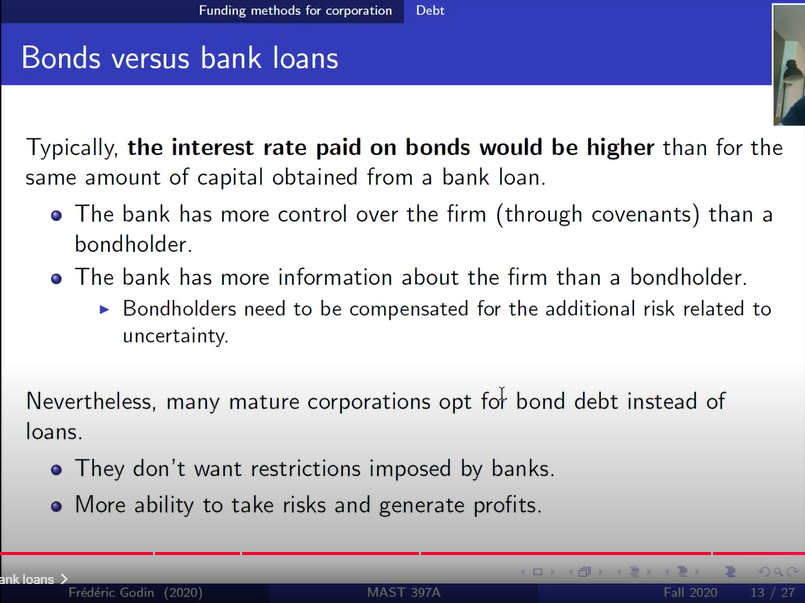 Funding methods for corporation Debt
Bonds versus bank loans
Typically, the interest rate paid on bonds would be higher than for the
same amount of capital obtained from a bank loan.
The bank has more control over the firm (through covenants) than a
bondholder.
The bank has more information about the firm than a bondholder.
Bondholders need to be compensated for the additional risk related to
uncertainty.
Nevertheless, many mature corporations opt for bond debt instead of
loans.
They don't want restrictions imposed by banks.
More ability to take risks and generate profits.
ank loans
Frédéric Godin (2020) MAST 397A Fall 2020 13 / 27